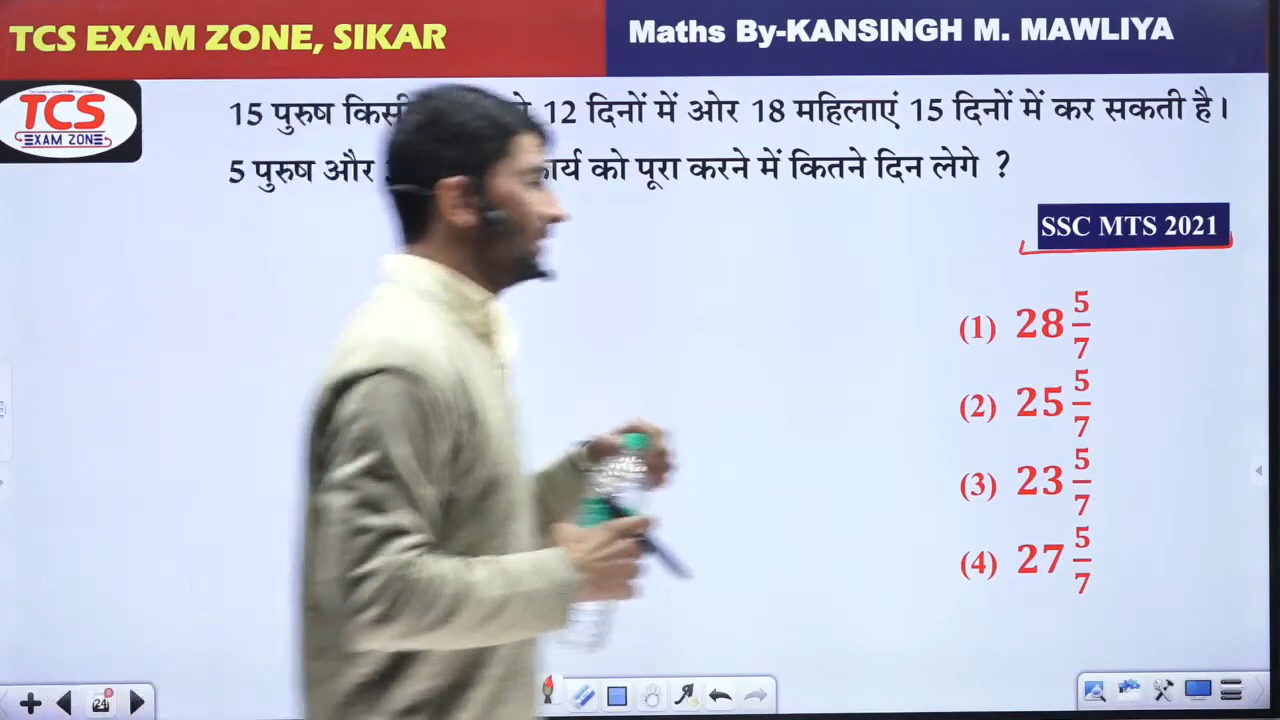 TCS EXAM ZONE, SIKAR
Maths By-KANSINGH M. MAWLIYA
TCS
EXAM ZONE
15 पुरुष किसी 12 दिनों में ओर 18 महिलाएं 15 दिनों में कर सकती है।
5 पुरुष और कार्य को पूरा करने में कितने दिन लेगे ?
SSC MTS 2021
(1) 28 5/7
(2) 25 5/7
(3) 23 5/7
(4) 27 5/7
24